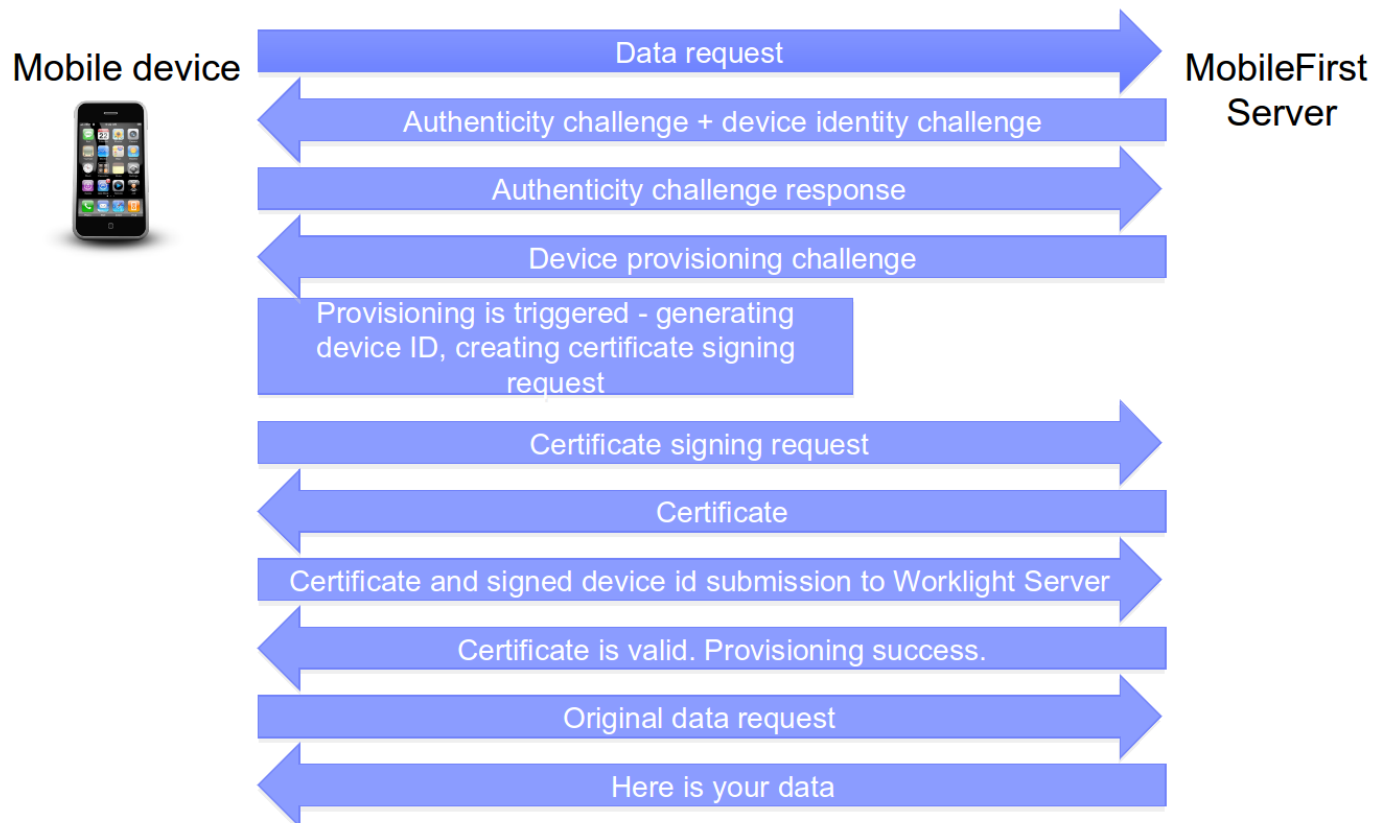 Data request
Mobile device
MobileFirst
Server
Authenticity challenge + device identity challenge
Authenticity challenge response
Device provisioning challenge
Provisioning is triggered - generating
device ID, creating certificate signing
request
Certificate signing request
Certificate
Certificate and signed device id submission to Worklight Server
Certificate is valid. Provisioning success.
Original data request
Here is your data